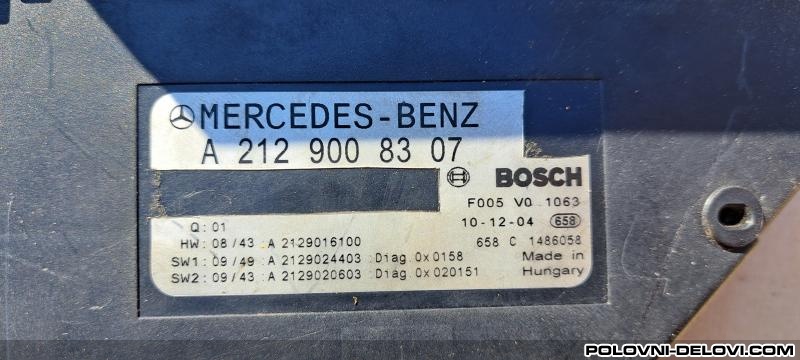 MERCEDES-BENZ
A 212 900 83 07
BOSCH
F005 V0 1063
Q: 01
10-12-04 658
HW: 08/43 :A 2129016100
658 C 1486058
SW1: 09/49 :A 2129024403 :Diag.0x0158
Made in
SW2: 09/43 :A 2129020603 :Diag.0x020151
Hungary
POLOVNI-DELOVI.COM